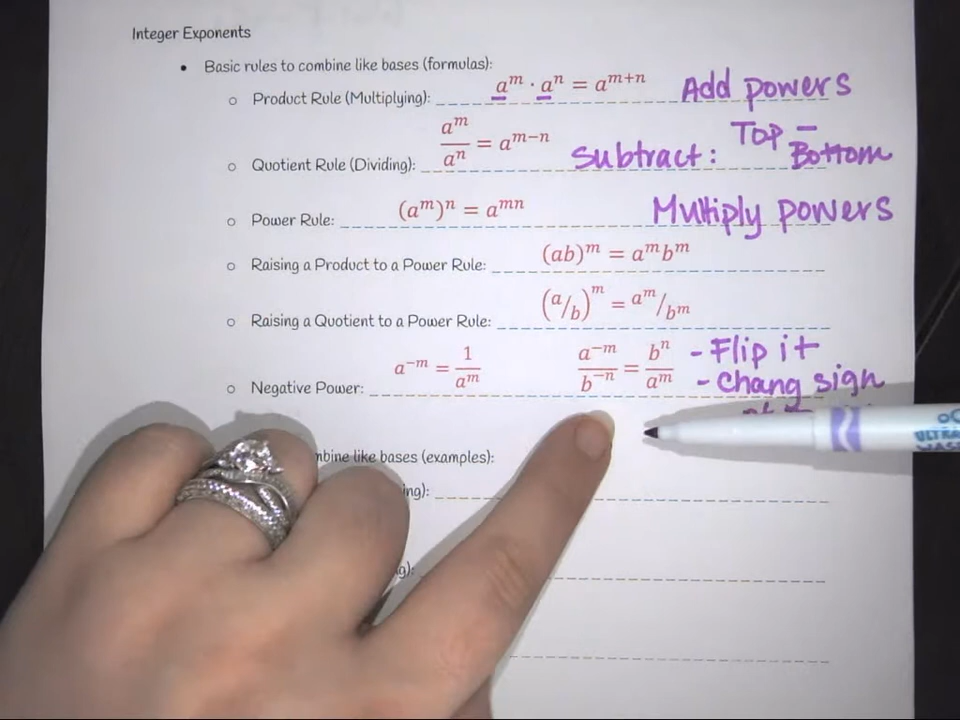 Integer Exponents
• Basic rules to combine like bases (formulas):
o Product Rule (Multiplying): a^m · a^n = a^(m+n) Add powers
o Quotient Rule (Dividing): a^m/a^n = a^(m−n) Subtract: Top − Bottom
o Power Rule: (a^m)^n = a^(mn) Multiply powers
o Raising a Product to a Power Rule: (ab)^m = a^m b^m
o Raising a Quotient to a Power Rule: (a/b)^m = a^m/b^m
o Negative Power: a^(−m) = 1/a^m a^(−m)/b^(−n) = b^n/a^m - Flip it
- Chang sign
like bases (examples):